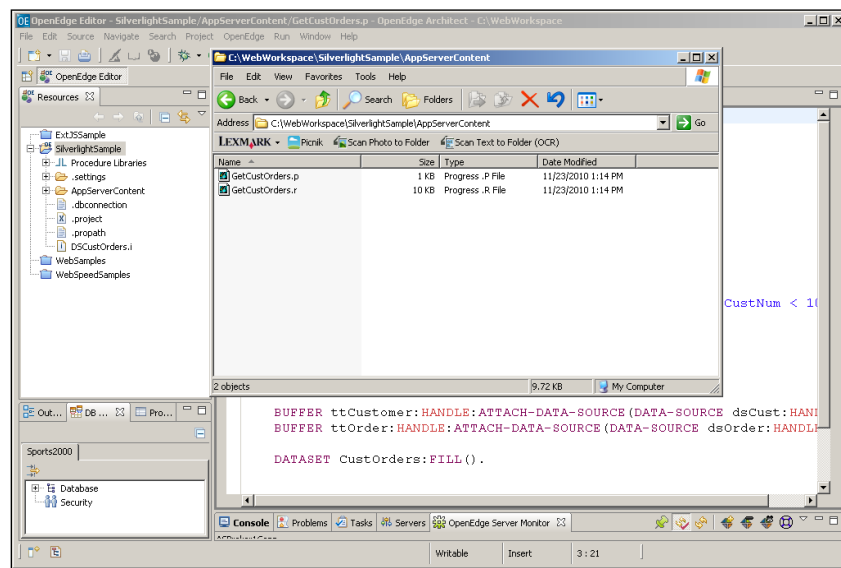 OpenEdge Editor - SilverlightSample/AppServerContent/GetCustOrders.p - OpenEdge Architect - C:\WebWorkspace
File Edit Source Navigate Search Project OpenEdge Run Window Help
C:\WebWorkspace\SilverlightSample\AppServerContent
OpenEdge Editor
File Edit View Favorites Tools Help
Resources
Back Search Folders
Address C:\WebWorkspace\SilverlightSample\AppServerContent Go
LEXMARK Picnik Scan Photo to Folder Scan Text to Folder (OCR)
ExtJSSample
SilverlightSample
JL Procedure Libraries
.settings
AppServerContent
.dbconnection
X .project
.propath
i DSCustOrders.i
WebSamples
WebSpeedSamples
Name Size Type Date Modified
GetCustOrders.p 1 KB Progress .P File 11/23/2010 1:14 PM
GetCustOrders.r 10 KB Progress .R File 11/23/2010 1:14 PM
CustNum < 10
2 objects 9.72 KB My Computer
Out... DB ... Pro...
BUFFER ttCustomer:HANDLE:ATTACH-DATA-SOURCE(DATA-SOURCE dsCust:HAN
BUFFER ttOrder:HANDLE:ATTACH-DATA-SOURCE(DATA-SOURCE dsOrder:HANDL
DATASET CustOrders:FILL().
Sports2000
Database
Security
Console Problems Tasks Servers OpenEdge Server Monitor
Writable Insert 3 : 21